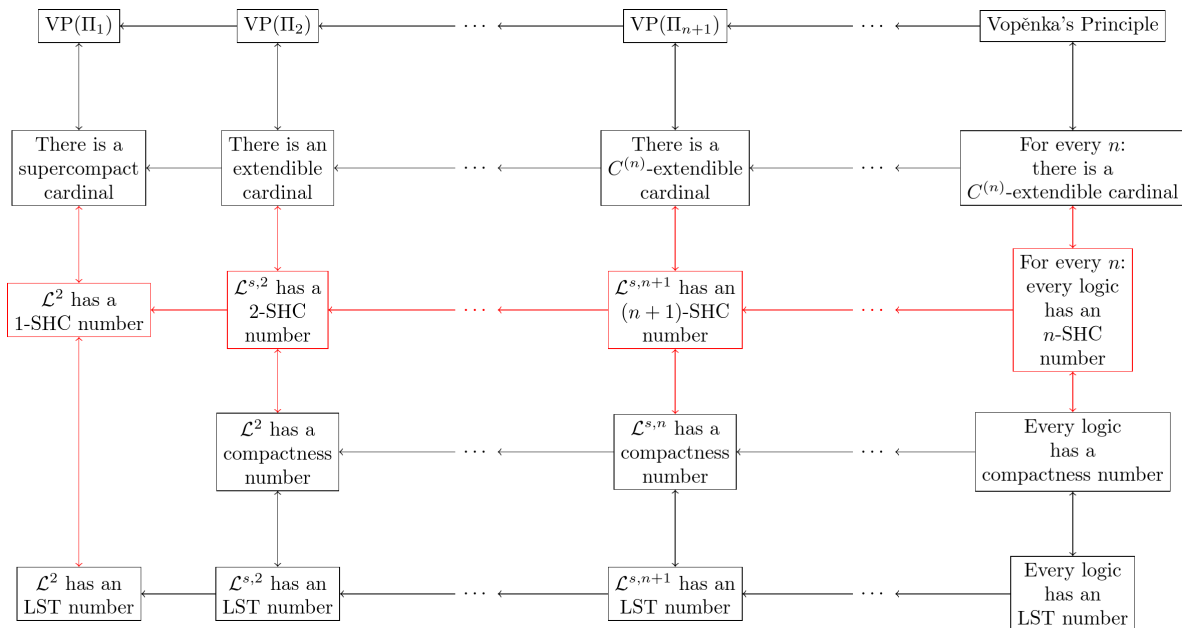 VP(Π₁)
VP(Π₂)
···
VP(Πₙ₊₁)
···
Vopěnka's Principle
There is a
supercompact
cardinal
There is an
extendible
cardinal
···
There is a
C⁽ⁿ⁾-extendible
cardinal
···
For every n:
there is a
C⁽ⁿ⁾-extendible cardinal
ℒ² has a
1-SHC number
ℒˢ,² has a
2-SHC
number
···
ℒˢ,ⁿ⁺¹ has an
(n + 1)-SHC
number
···
For every n:
every logic
has an
n-SHC
number
ℒ² has a
compactness
number
···
ℒˢ,ⁿ has a
compactness
number
···
Every logic
has a
compactness number
ℒ² has an
LST number
ℒˢ,² has an
LST number
···
ℒˢ,ⁿ⁺¹ has an
LST number
···
Every logic
has an
LST number